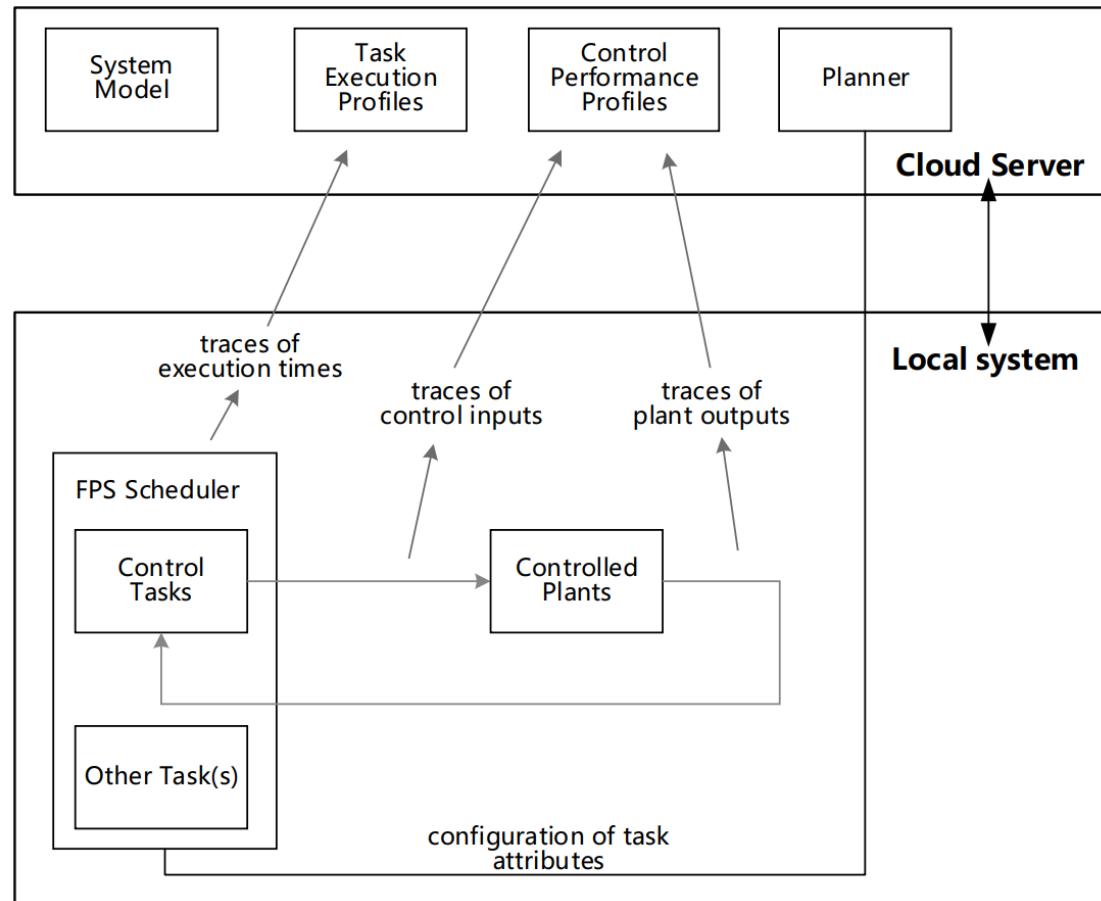 System
Model
Task
Execution
Profiles
Control
Performance
Profiles
Planner
Cloud Server
Local system
traces of
execution times
traces of
control inputs
traces of
plant outputs
FPS Scheduler
Control
Tasks
Controlled
Plants
Other Task(s)
configuration of task
attributes